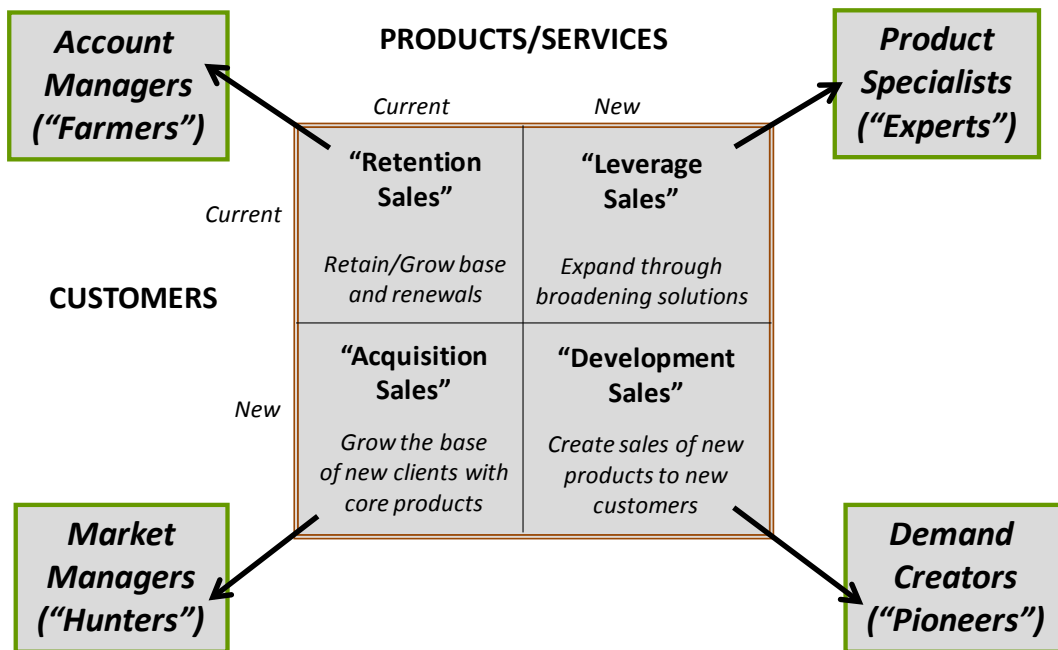 Account
Managers
(“Farmers”)
PRODUCTS/SERVICES
Product
Specialists
(“Experts”)
Current
New
CUSTOMERS
Current
“Retention
Sales”
Retain/Grow base
and renewals
“Leverage
Sales”
Expand through
broadening solutions
New
“Acquisition
Sales”
Grow the base
of new clients with
core products
“Development
Sales”
Create sales of new
products to new
customers
Market
Managers
(“Hunters”)
Demand
Creators
(“Pioneers”)